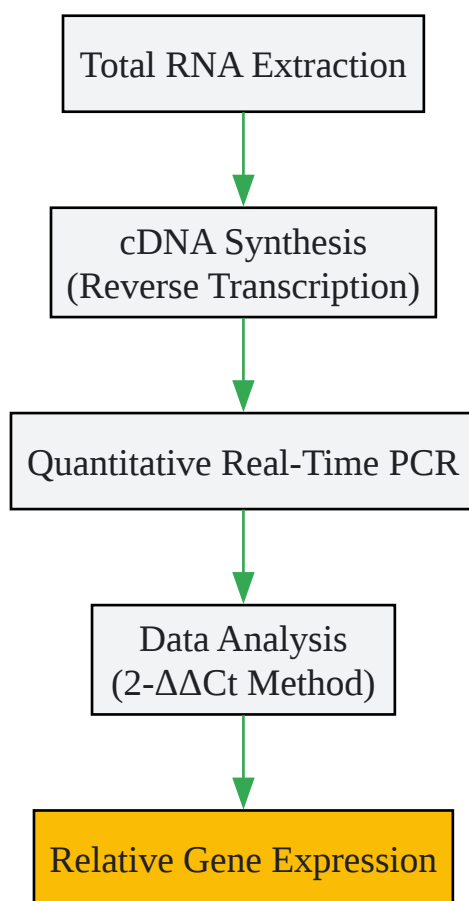 Total RNA Extraction
cDNA Synthesis
(Reverse Transcription)
Quantitative Real-Time PCR
Data Analysis
(2-ΔΔCt Method)
Relative Gene Expression